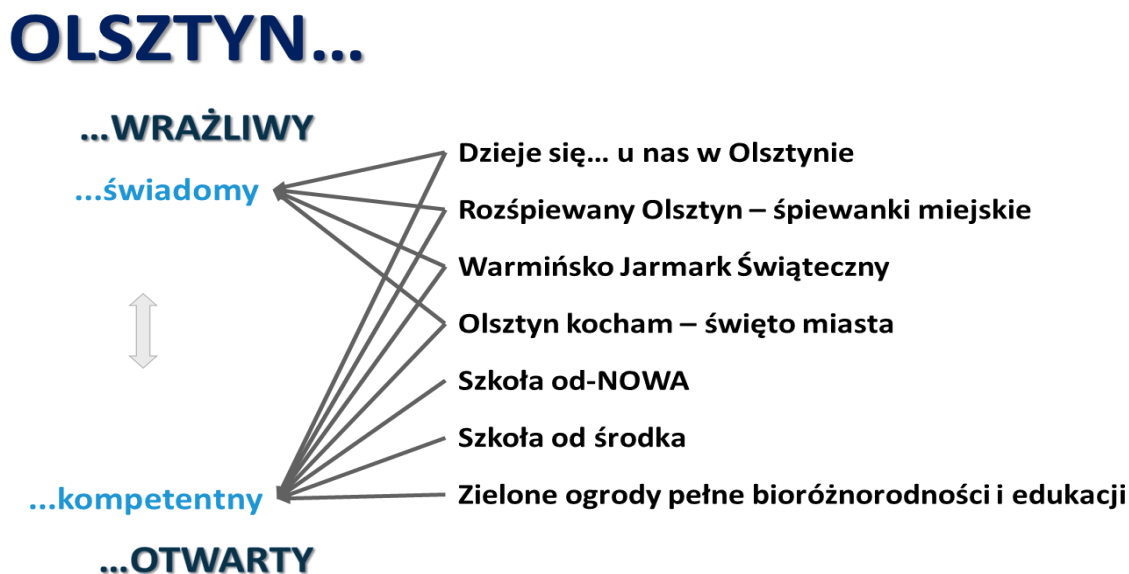 OLSZTYN...
...WRAŻLIWY
...świadomy
Dzieje się... u nas w Olsztynie
Rozśpiewany Olsztyn – śpiewanki miejskie
Warmińsko Jarmark Świąteczny
Olsztyn kocham – święto miasta
Szkoła od-NOWA
Szkoła od środka
Zielone ogrody pełne bioróżnorodności i edukacji
...kompetentny
...OTWARTY